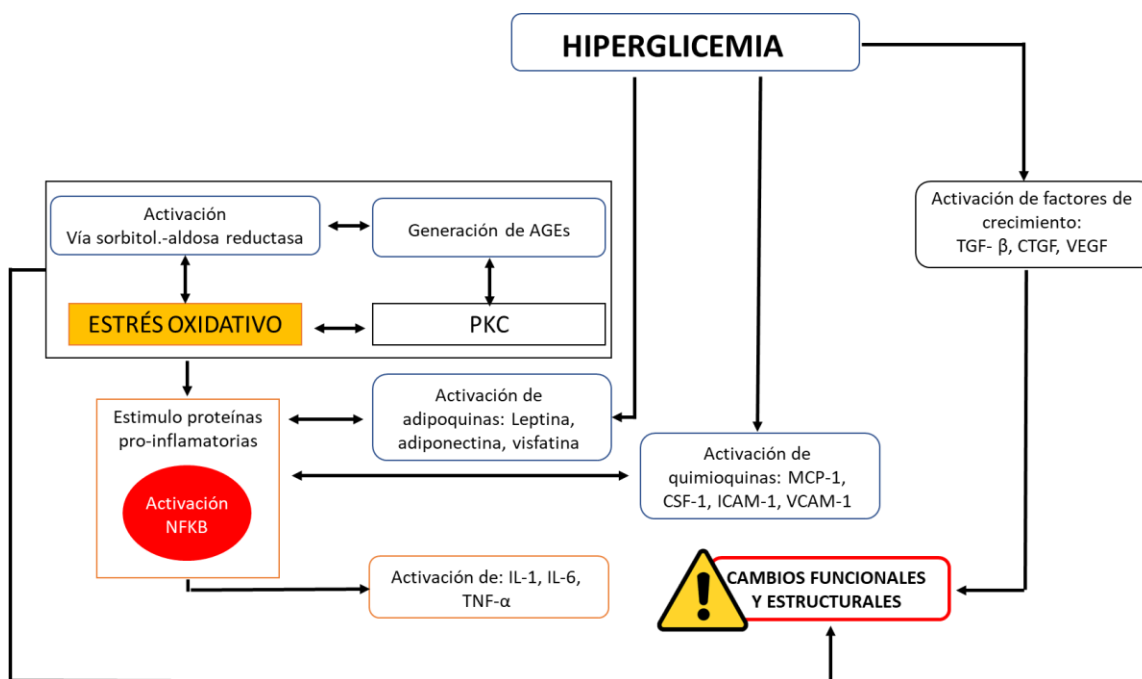 HIPERGLICEMIA
Activación
Vía sorbitol.-aldosa reductasa
Generación de AGEs
Activación de factores de
crecimiento:
TGF- β, CTGF, VEGF
ESTRÉS OXIDATIVO
PKC
Estimulo proteínas
pro-inflamatorias
Activación
NFKB
Activación de
adipoquinas: Leptina,
adiponectina, visfatina
Activación de
quimioquinas: MCP-1,
CSF-1, ICAM-1, VCAM-1
Activación de: IL-1, IL-6,
TNF-α
CAMBIOS FUNCIONALES
Y ESTRUCTURALES